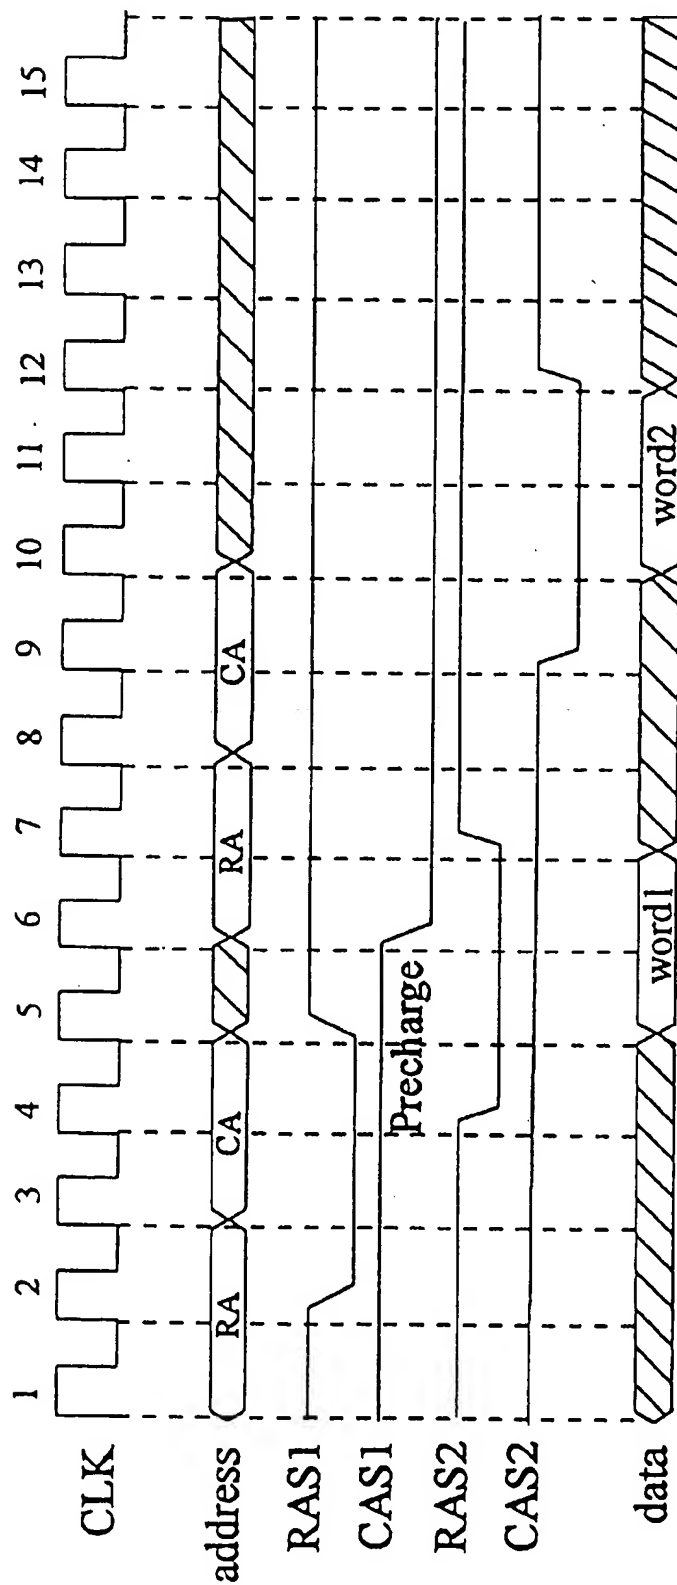 1 2 3 4 5 6 7 8 9 10 11 12 13 14 15
CLK
address RA CA RA CA
RAS1
CAS1
Precharge
RAS2
CAS2
data word1 word2